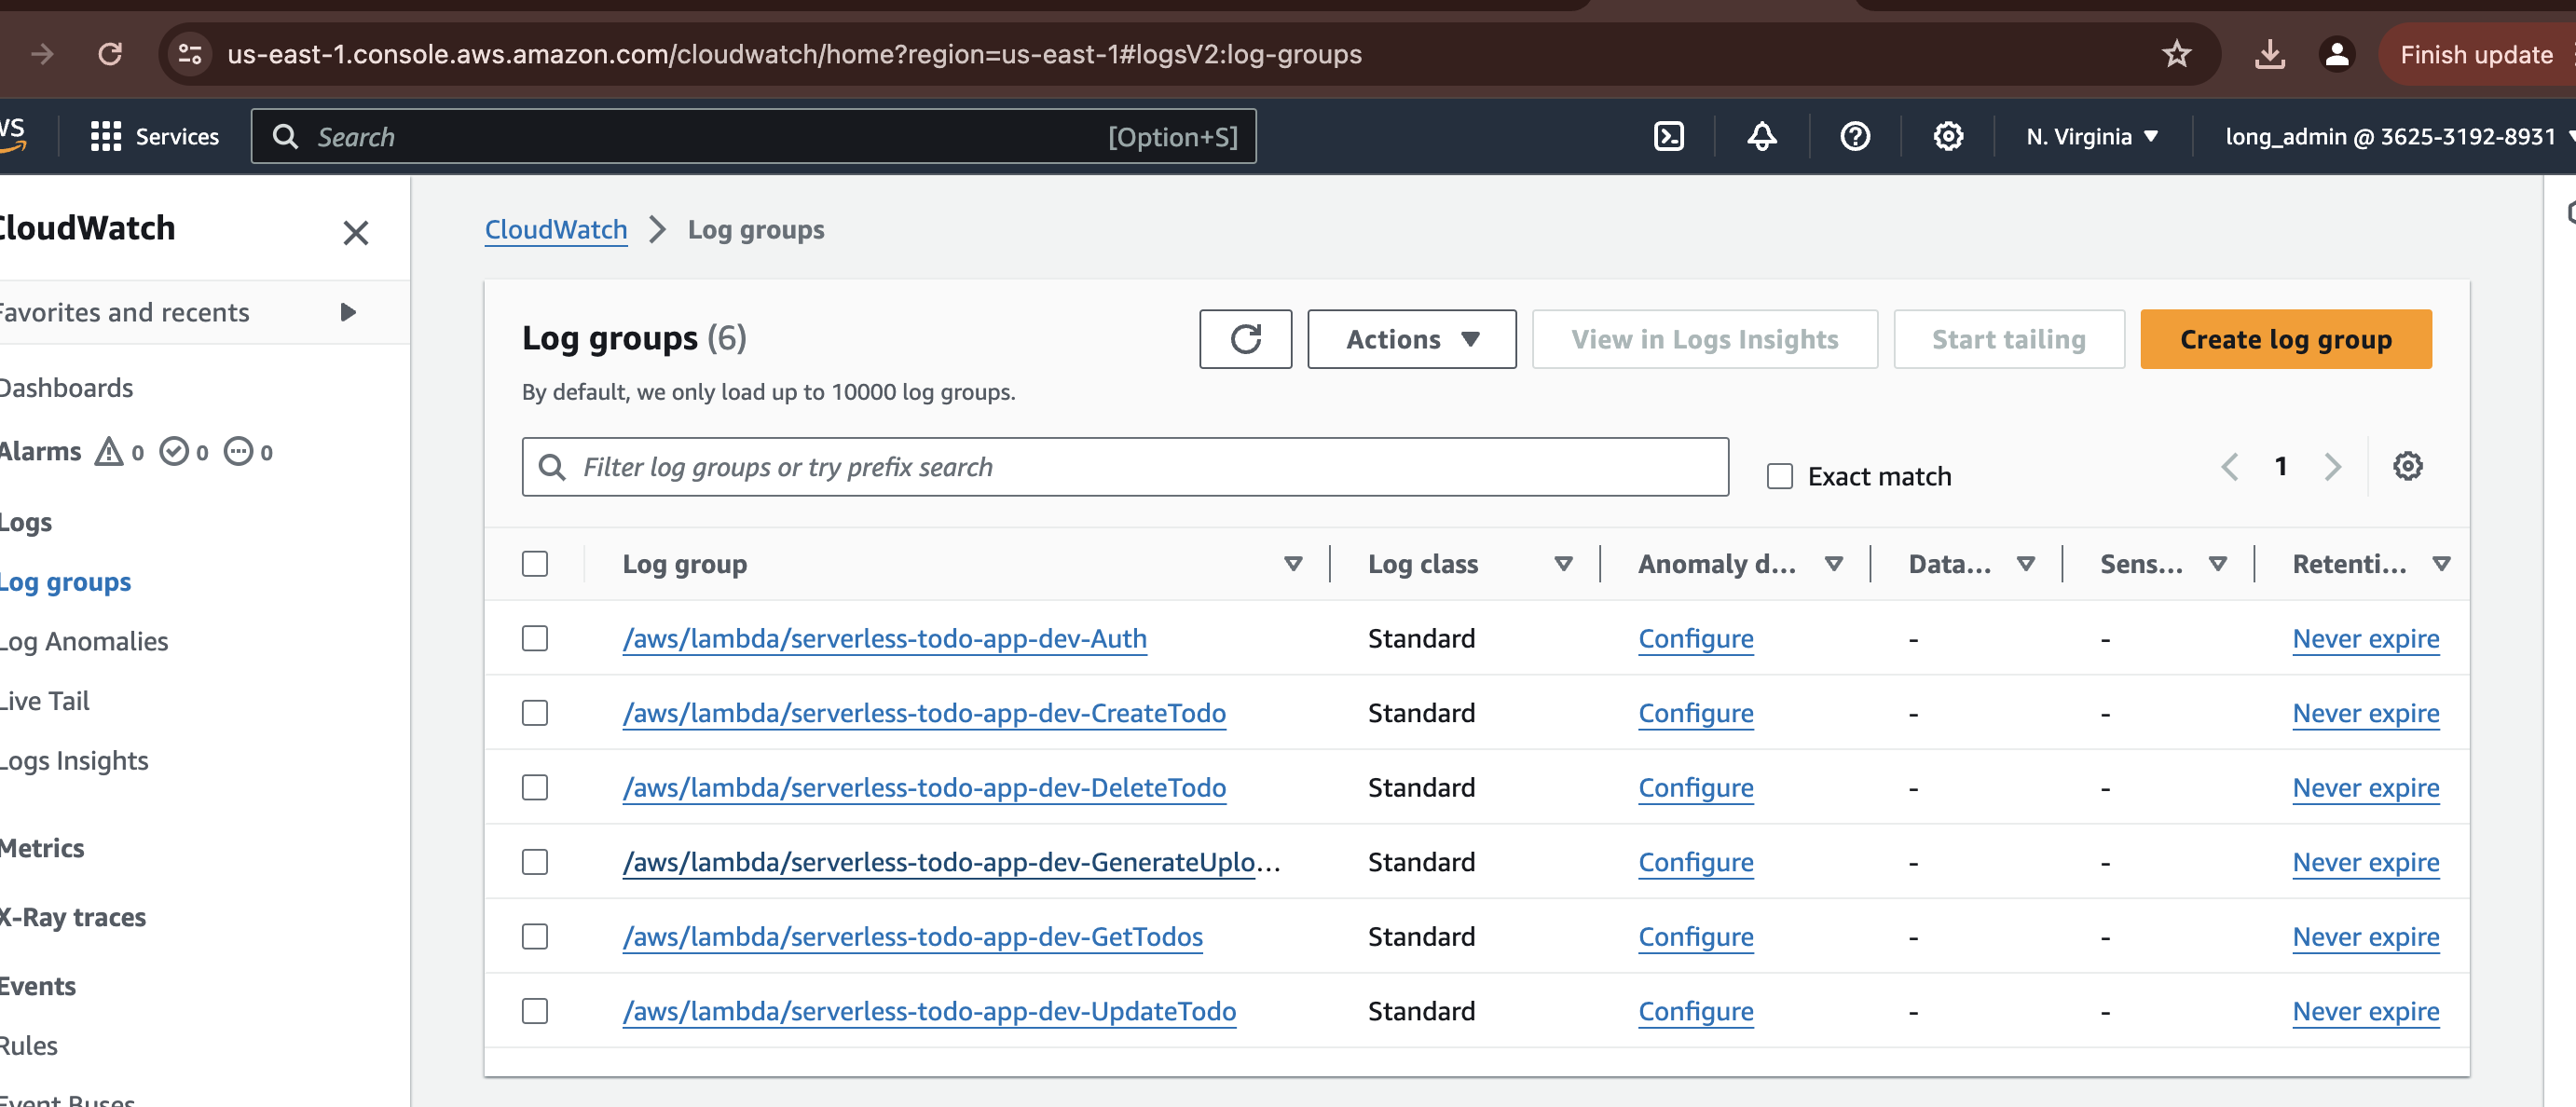 us-east-1.console.aws.amazon.com/cloudwatch/home?region=us-east-1#logsV2:log-groups
Finish update
Services
Search
[Option+S]
N. Virginia
long_admin @ 3625-3192-8931
CloudWatch
Favorites and recents
Dashboards
Alarms 0 0 0
Logs
Log groups
Log Anomalies
Live Tail
Logs Insights
Metrics
X-Ray traces
Events
Rules
Event Buses
CloudWatch > Log groups
Log groups (6)
By default, we only load up to 10000 log groups.
Actions
View in Logs Insights
Start tailing
Create log group
Filter log groups or try prefix search
Exact match
1
Log group Log class Anomaly d... Data... Sens... Retenti...
/aws/lambda/serverless-todo-app-dev-Auth Standard Configure - - Never expire
/aws/lambda/serverless-todo-app-dev-CreateTodo Standard Configure - - Never expire
/aws/lambda/serverless-todo-app-dev-DeleteTodo Standard Configure - - Never expire
/aws/lambda/serverless-todo-app-dev-GenerateUplo... Standard Configure - - Never expire
/aws/lambda/serverless-todo-app-dev-GetTodos Standard Configure - - Never expire
/aws/lambda/serverless-todo-app-dev-UpdateTodo Standard Configure - - Never expire